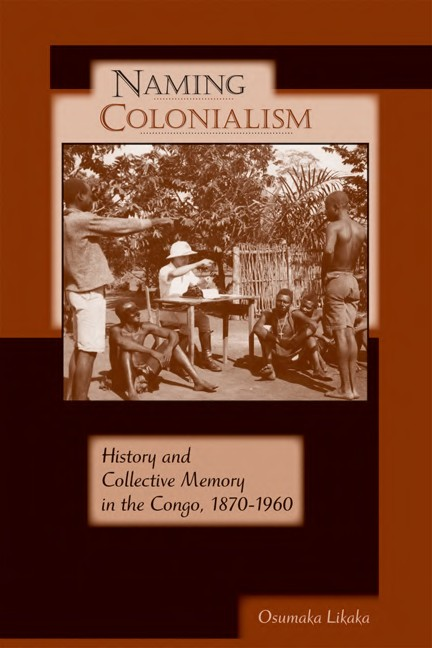 NAMING
COLONIALISM
History and
Collective Memory
in the Congo, 1870-1960
Osumaka Likaka